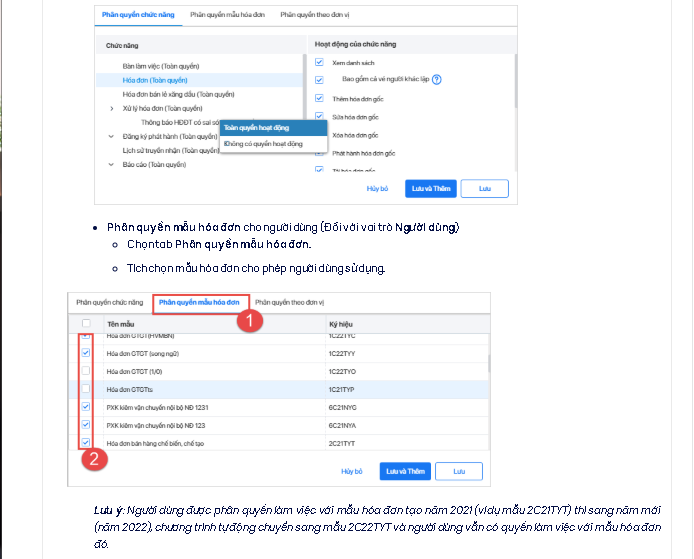 Phân quyền chức năng Phân quyền mẫu hóa đơn Phân quyền theo đơn vị
Chức năng Hoạt động của chức năng
Bàn làm việc (Toàn quyền) Xem danh sách
Hóa đơn (Toàn quyền) Bao gồm cả vé người khác lập ?
Hóa đơn bán lẻ xăng dầu (Toàn quyền) Thêm hóa đơn gốc
Xử lý hóa đơn (Toàn quyền) Sửa hóa đơn gốc
Thông báo HĐĐT có sai só
Toàn quyền hoạt động
Đăng ký phát hành (Toàn quyền) Xóa hóa đơn gốc
Không có quyền hoạt động
Lịch sử truyền nhận (Toàn quyền) Phát hành hóa đơn gốc
Báo cáo (Toàn quyền) Tải hóa đơn gốc
Hủy bỏ Lưu và Thêm Lưu
• Phân quyền mẫu hóa đơn cho người dùng (Đối với vai trò Người dùng)
○ Chọn tab Phân quyền mẫu hóa đơn.
○ Tích chọn mẫu hóa đơn cho phép người dùng sử dụng.
Phân quyền chức năng Phân quyền mẫu hóa đơn Phân quyền theo đơn vị
1
Tên mẫu Ký hiệu
Hóa đơn GTGT(HVMBN) 1C22TYC
Hóa đơn GTGT (song ngữ) 1C22TYY
Hóa đơn GTGT (1/0) 1C22TYO
Hóa đơn GTGTts 1C21TYP
PXK kiêm vận chuyển nội bộ NĐ 1231 6C21NYG
PXK kiêm vận chuyển nội bộ NĐ 123 6C21NYA
Hóa đơn bán hàng chế biến, chế tạo 2C21TYT
2
Hủy bỏ Lưu và Thêm Lưu
Lưu ý: Người dùng được phân quyền làm việc với mẫu hóa đơn tạo năm 2021 (ví dụ mẫu 2C21TYT) thì sang năm mới
(năm 2022), chương trình tự động chuyển sang mẫu 2C22TYT và người dùng vẫn có quyền làm việc với mẫu hóa đơn
đó.